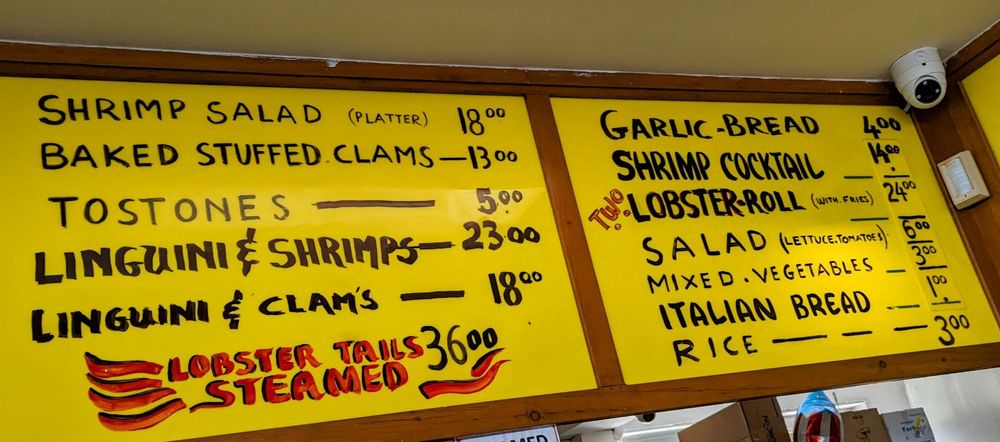 SHRIMP SALAD (PLATTER) 18.00
BAKED STUFFED.CLAMS—13.00
TOSTONES — 5.00
LINGUINI & SHRIMPS— 23.00
LINGUINI & CLAM'S — 18.00
LOBSTER TAILS 36.00
STEAMED
GARLIC-BREAD 4.00
SHRIMP COCKTAIL — 14.00
TWO LOBSTER-ROLL (WITH.FRIES) — 24.00
SALAD (LETTUCE.TOMATOES) 6.00
MIXED.VEGETABLES — 3.00
ITALIAN BREAD — 1.00
RICE — — — 3.00